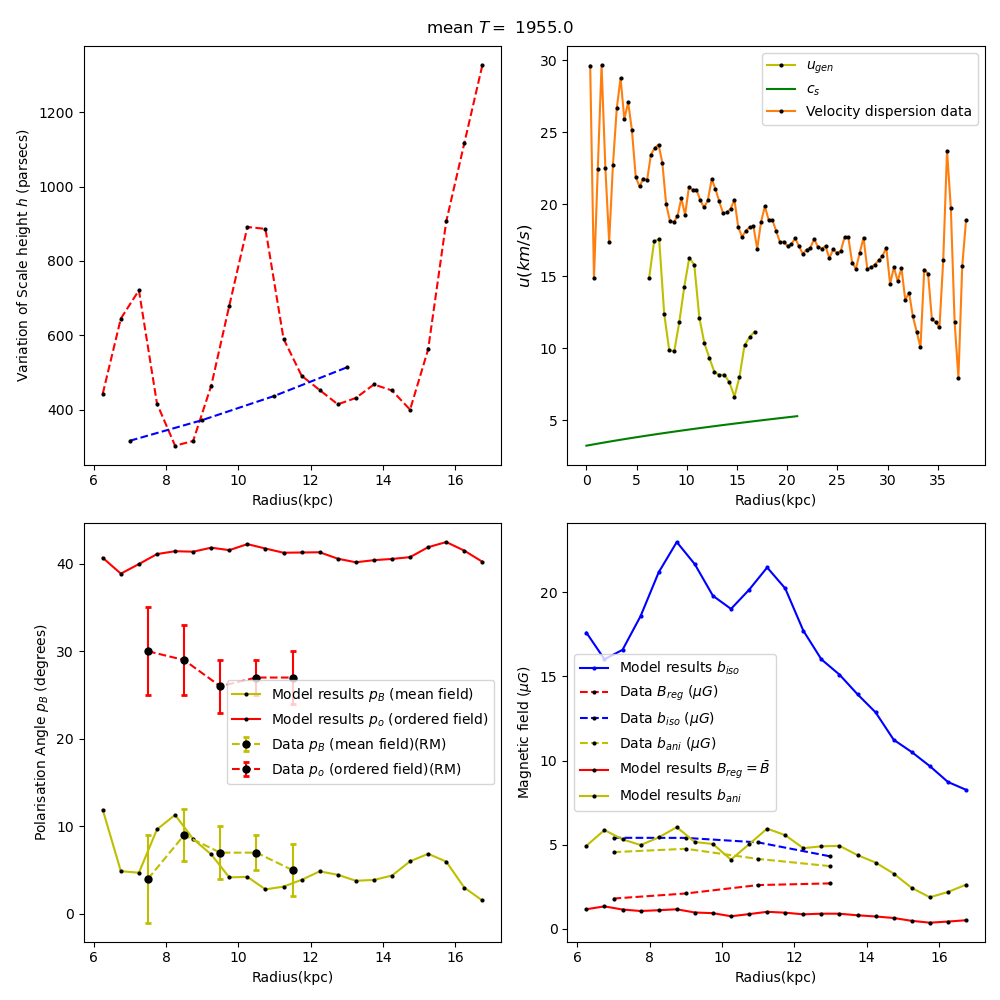 mean T = 1955.0
Variation of Scale height h (parsecs)
1200
1000
800
600
400
6 8 10 12 14 16
Radius(kpc)
u(km/s)
30
25
20
15
10
5
0 5 10 15 20 25 30 35
Radius(kpc)
u_gen
c_s
Velocity dispersion data
Polarisation Angle p_B (degrees)
40
30
20
10
0
6 8 10 12 14 16
Radius(kpc)
Model results p_B (mean field)
Model results p_o (ordered field)
Data p_B (mean field)(RM)
Data p_o (ordered field)(RM)
Magnetic field (μG)
20
15
10
5
0
6 8 10 12 14 16
Radius(kpc)
Model results b_iso
Data B_reg (μG)
Data b_iso (μG)
Data b_ani (μG)
Model results B_reg = B̄
Model results b_ani